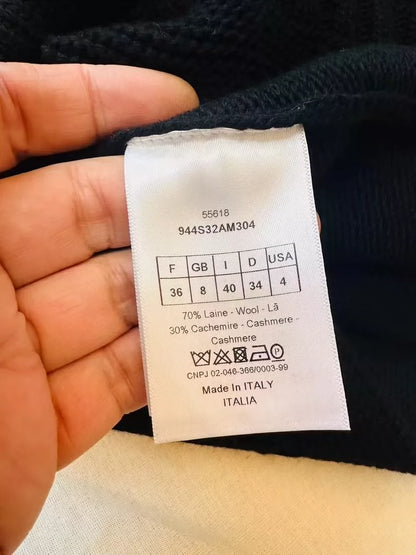 55618
944S32AM304
F GB I D USA
36 8 40 34 4
70% Laine - Wool - Lã
30% Cachemire - Cashmere -
Cashmere
CNPJ 02-046-366/0003-99
Made In ITALY
ITALIA